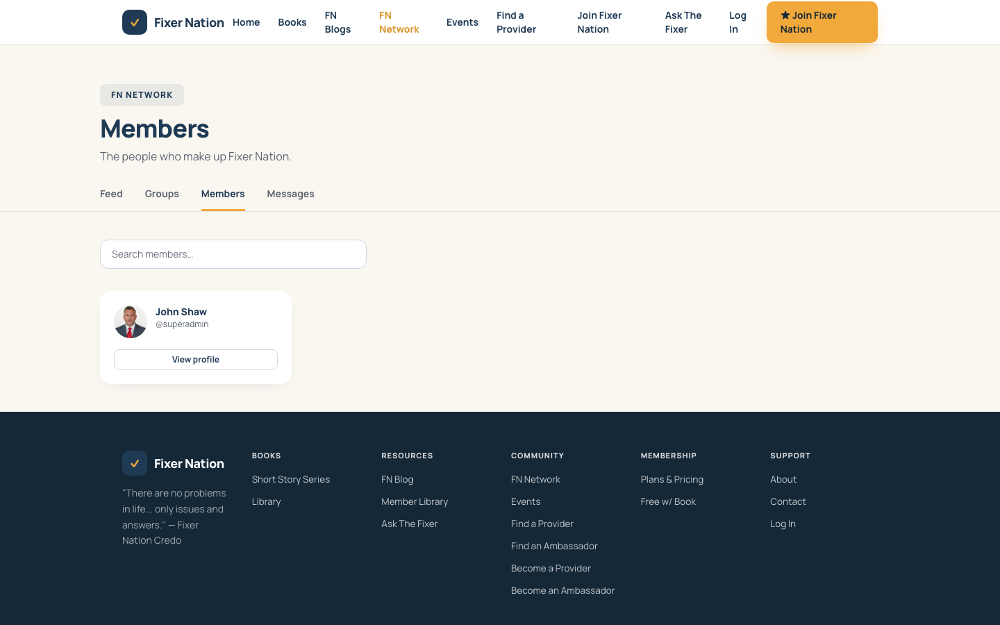 Fixer Nation
Home
Books
FN
Blogs
FN
Network
Events
Find a
Provider
Join Fixer
Nation
Ask The
Fixer
Log
In
Join Fixer
Nation
FN NETWORK
Members
The people who make up Fixer Nation.
Feed
Groups
Members
Messages
Search members...
John Shaw
@superadmin
View profile
Fixer Nation
"There are no problems
in life... only issues and
answers." — Fixer
Nation Credo
BOOKS
Short Story Series
Library
RESOURCES
FN Blog
Member Library
Ask The Fixer
COMMUNITY
FN Network
Events
Find a Provider
Find an Ambassador
Become a Provider
Become an Ambassador
MEMBERSHIP
Plans & Pricing
Free w/ Book
SUPPORT
About
Contact
Log In